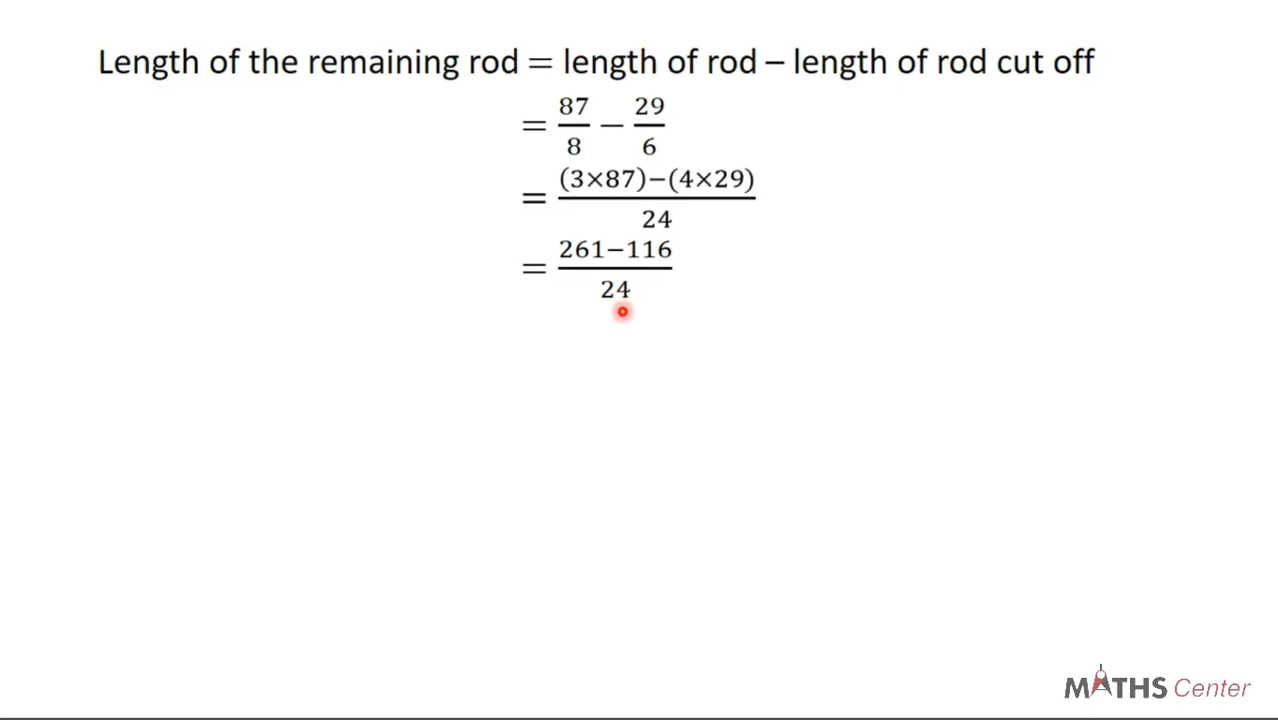 Length of the remaining rod = length of rod – length of rod cut off
= 87/8 − 29/6
= (3×87)−(4×29)/24
= 261−116/24
MATHS Center